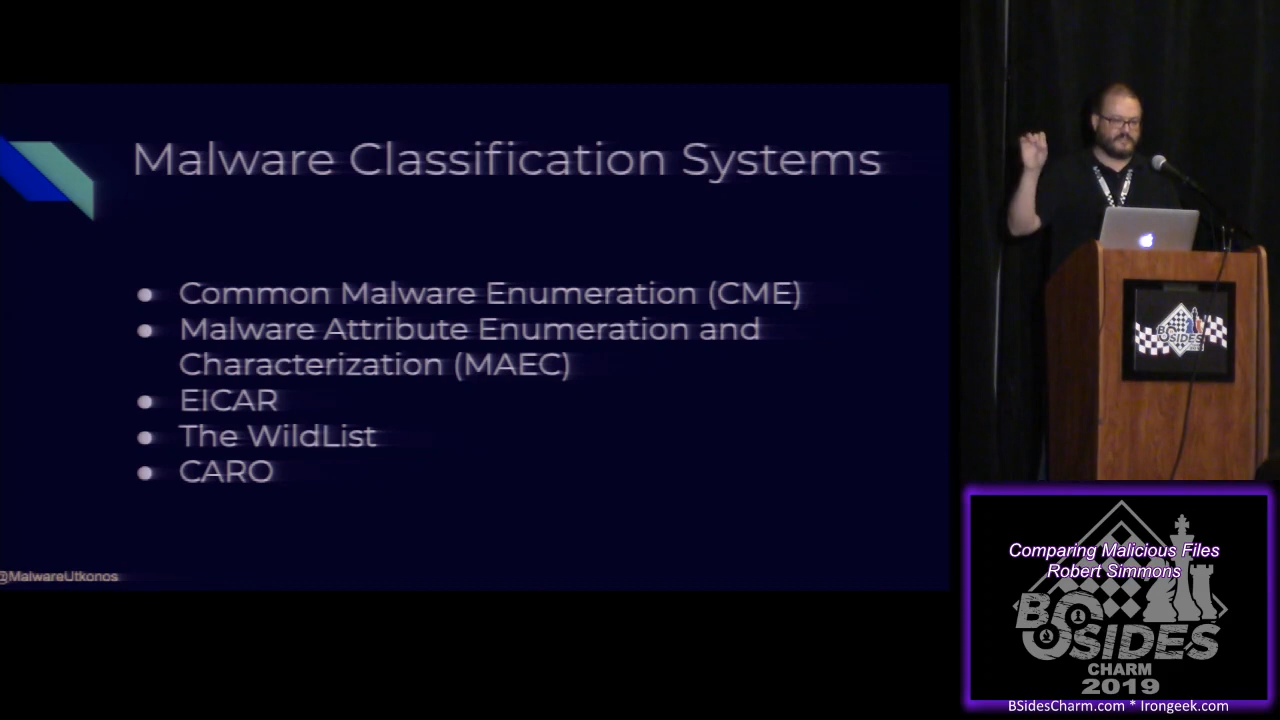 Malware Classification Systems
Common Malware Enumeration (CME)
Malware Attribute Enumeration and
Characterization (MAEC)
EICAR
The WildList
CARO
@MalwareUtkonos
BSIDES
Comparing Malicious Files
Robert Simmons
BSIDES
CHARM
2019
BSidesCharm.com * Irongeek.com